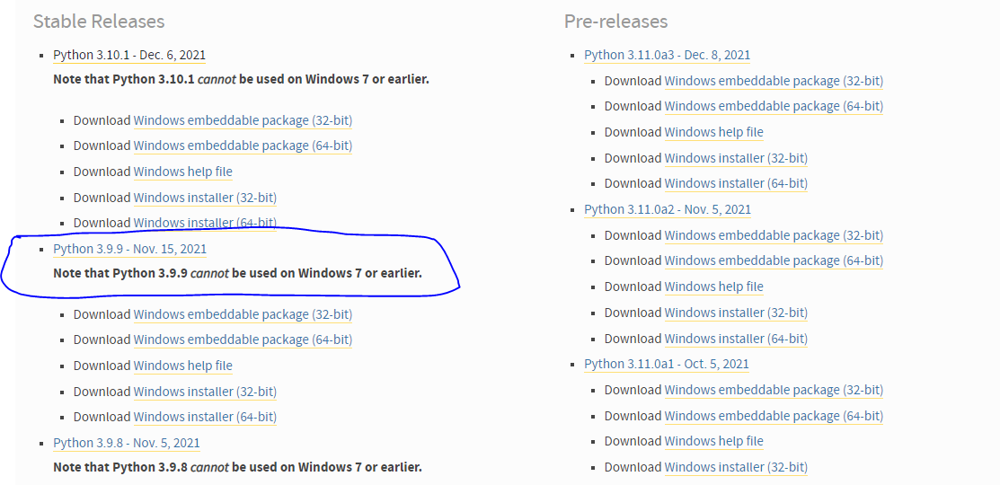 Stable Releases
Python 3.10.1 - Dec. 6, 2021
Note that Python 3.10.1 cannot be used on Windows 7 or earlier.
Download Windows embeddable package (32-bit)
Download Windows embeddable package (64-bit)
Download Windows help file
Download Windows installer (32-bit)
Download Windows installer (64-bit)
Python 3.9.9 - Nov. 15, 2021
Note that Python 3.9.9 cannot be used on Windows 7 or earlier.
Download Windows embeddable package (32-bit)
Download Windows embeddable package (64-bit)
Download Windows help file
Download Windows installer (32-bit)
Download Windows installer (64-bit)
Python 3.9.8 - Nov. 5, 2021
Note that Python 3.9.8 cannot be used on Windows 7 or earlier.
Pre-releases
Python 3.11.0a3 - Dec. 8, 2021
Download Windows embeddable package (32-bit)
Download Windows embeddable package (64-bit)
Download Windows help file
Download Windows installer (32-bit)
Download Windows installer (64-bit)
Python 3.11.0a2 - Nov. 5, 2021
Download Windows embeddable package (32-bit)
Download Windows embeddable package (64-bit)
Download Windows help file
Download Windows installer (32-bit)
Download Windows installer (64-bit)
Python 3.11.0a1 - Oct. 5, 2021
Download Windows embeddable package (32-bit)
Download Windows embeddable package (64-bit)
Download Windows help file
Download Windows installer (32-bit)